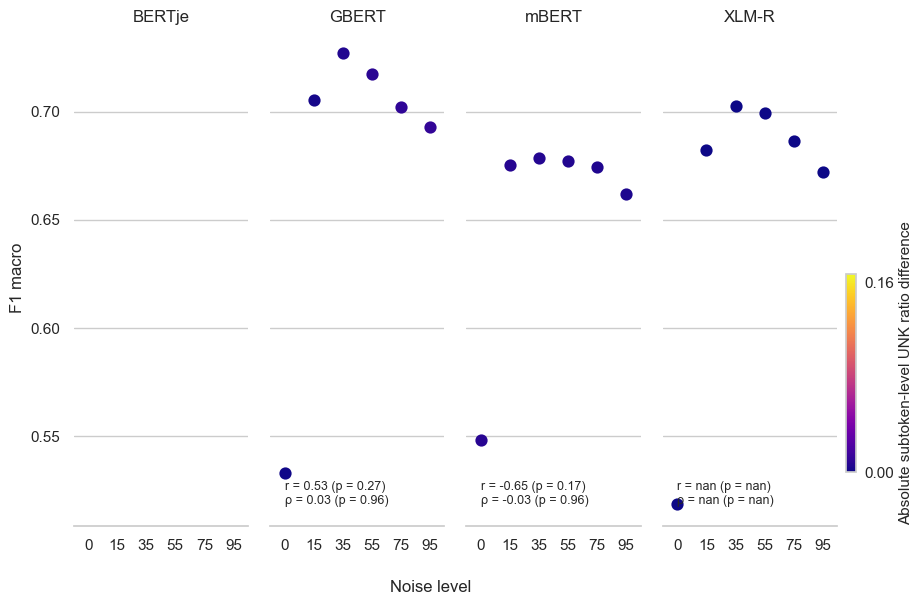 BERTje
GBERT
mBERT
XLM-R
0.70
0.65
0.60
0.55
F1 macro
r = 0.53 (p = 0.27)
ρ = 0.03 (p = 0.96)
r = -0.65 (p = 0.17)
ρ = -0.03 (p = 0.96)
r = nan (p = nan)
ρ = nan (p = nan)
0 15 35 55 75 95
0 15 35 55 75 95
0 15 35 55 75 95
0 15 35 55 75 95
Noise level
0.16
0.00
Absolute subtoken-level UNK ratio difference